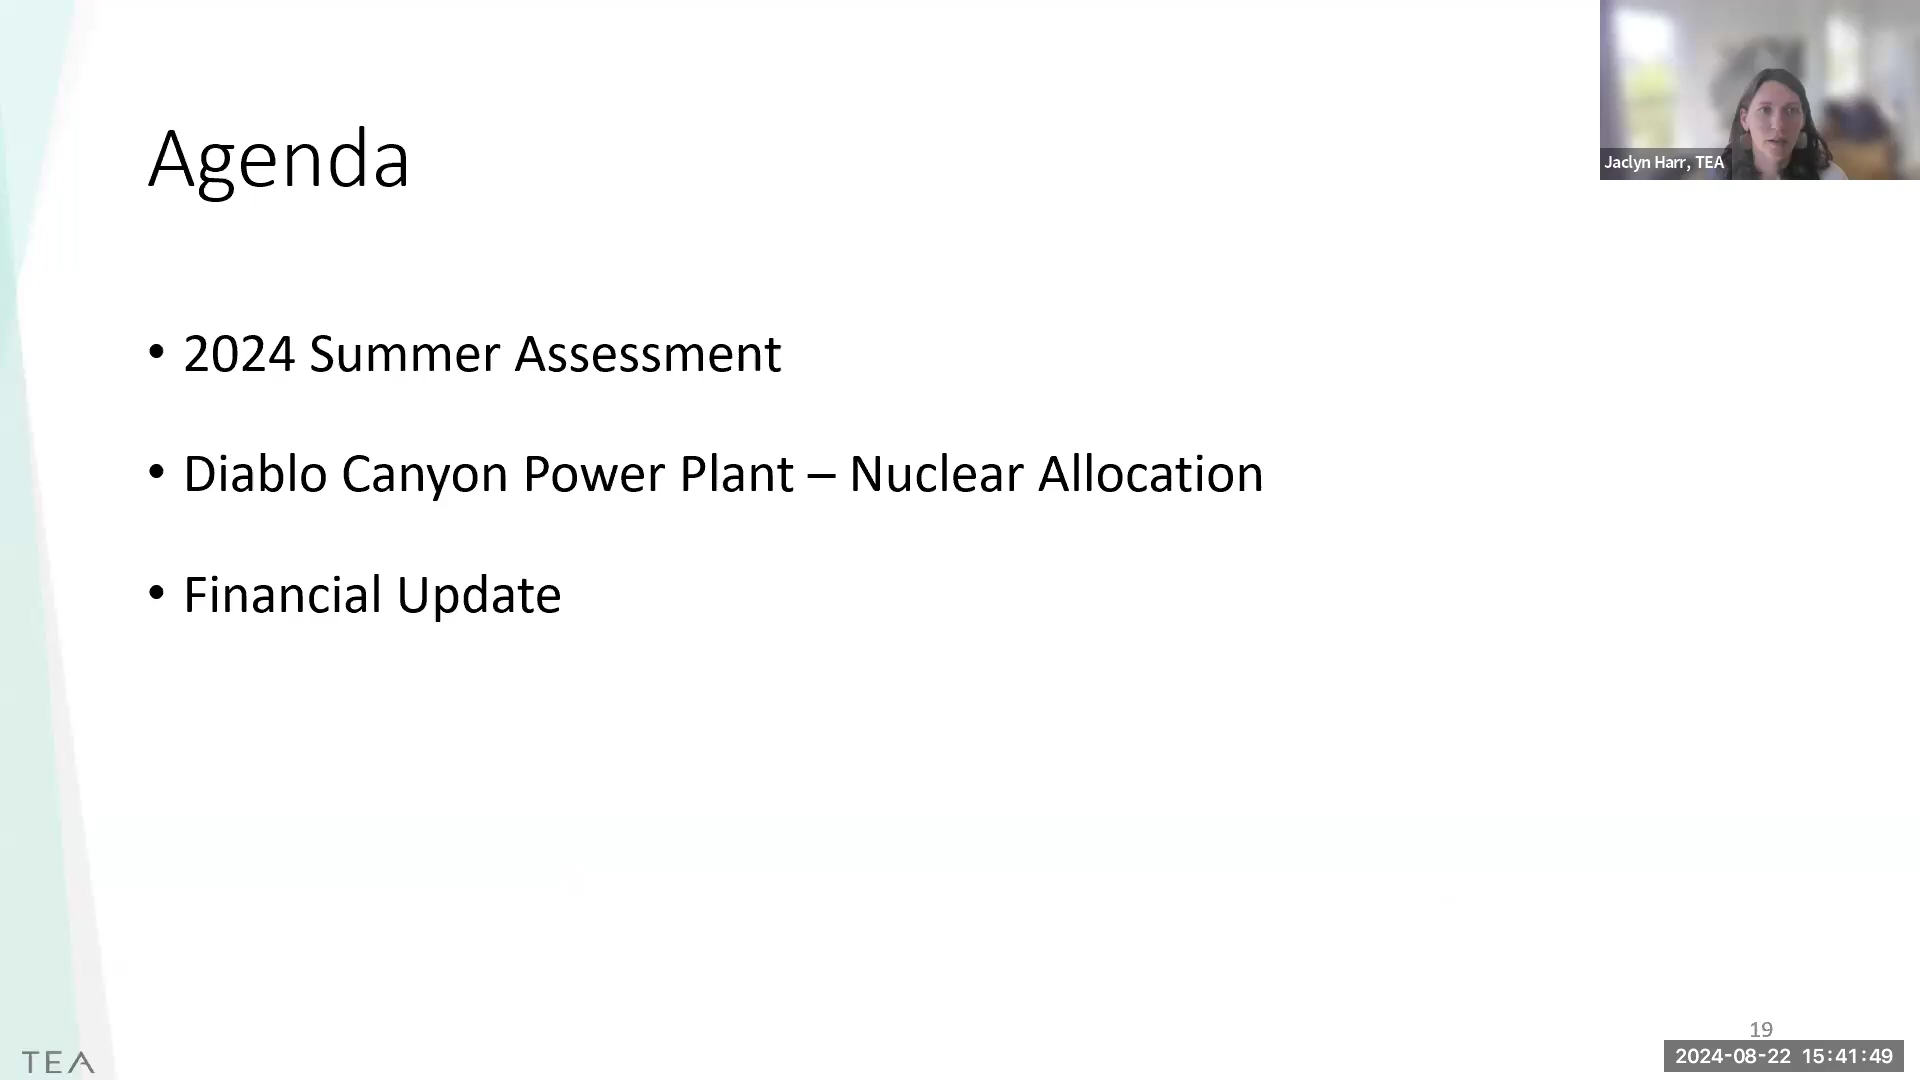 Agenda
Jaclyn Harr, TEA
• 2024 Summer Assessment
• Diablo Canyon Power Plant – Nuclear Allocation
• Financial Update
19
TEA
2024-08-22 15:41:49